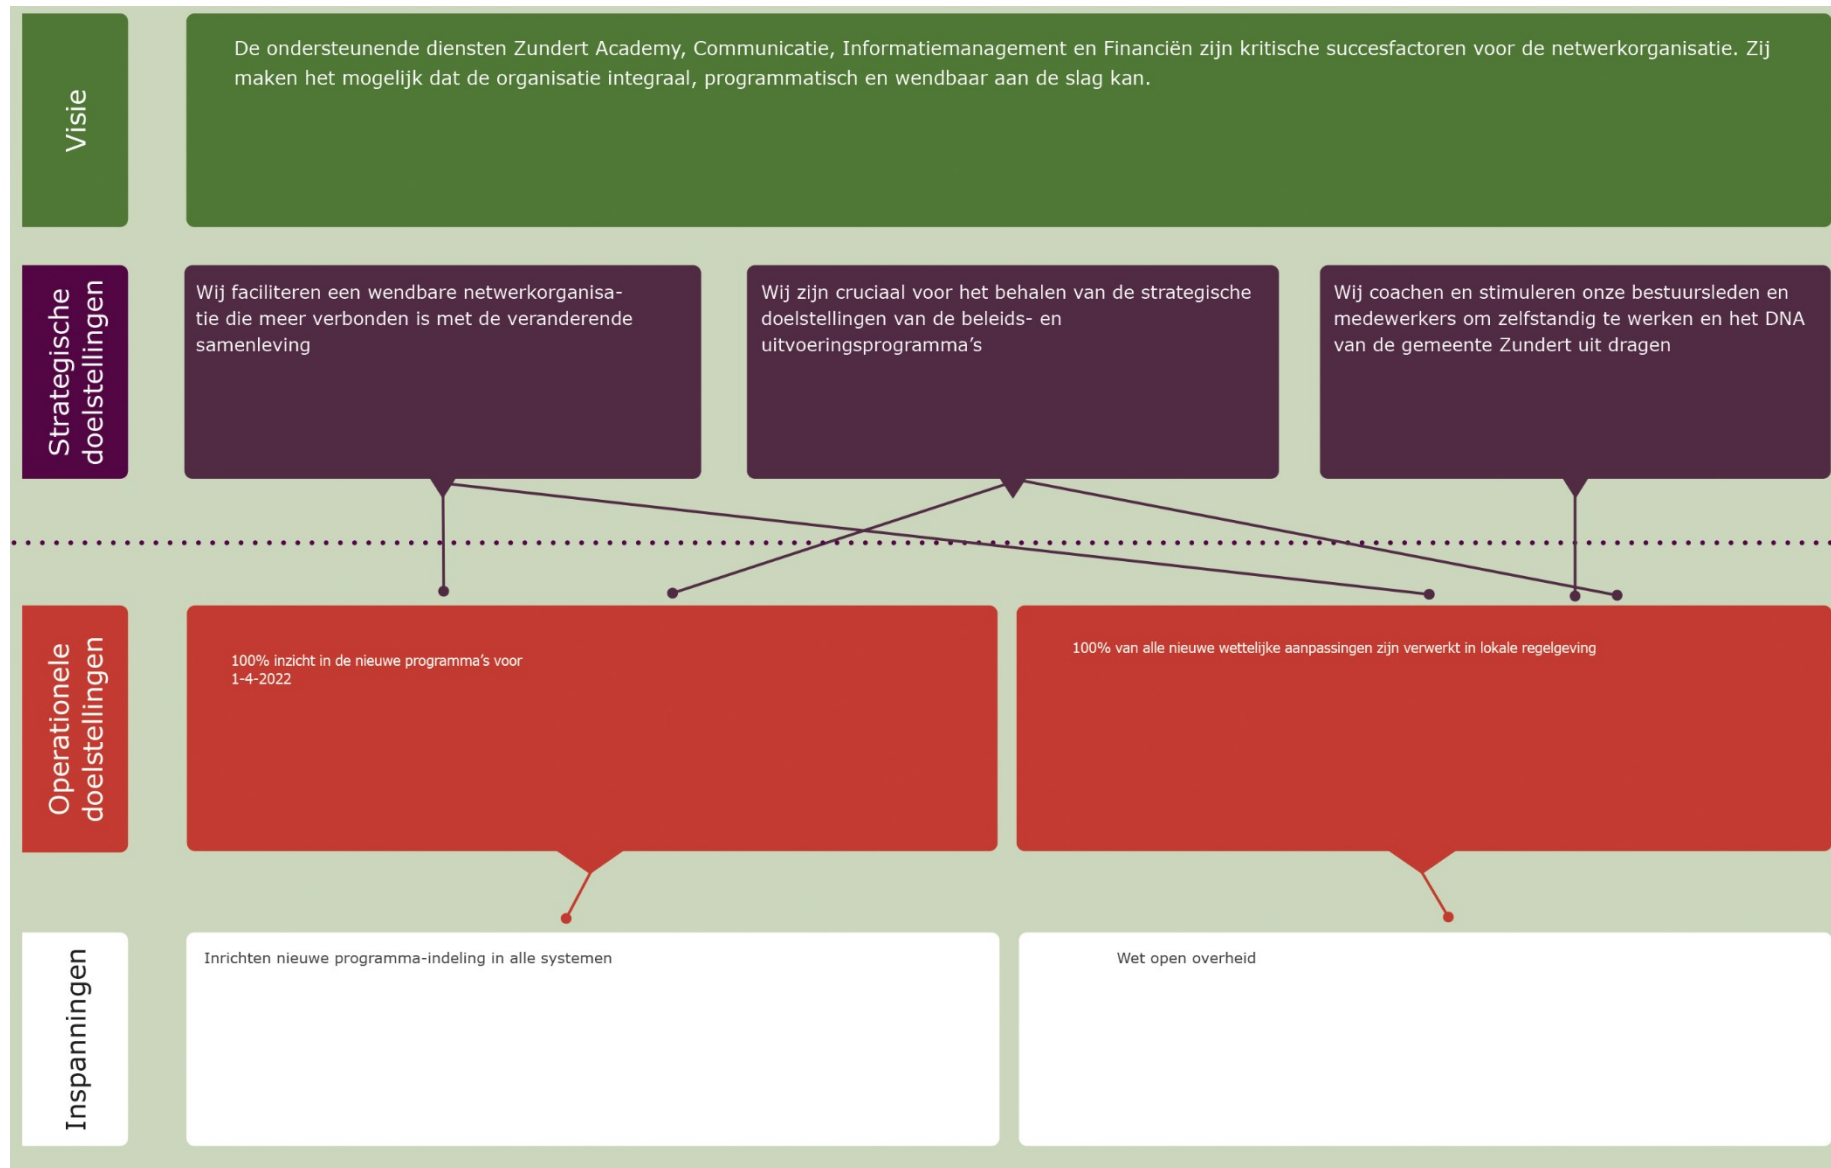 Visie
De ondersteunende diensten Zundert Academy, Communicatie, Informatiemanagement en Financiën zijn kritische succesfactoren voor de netwerkorganisatie. Zij
maken het mogelijk dat de organisatie integraal, programmatisch en wendbaar aan de slag kan.
Strategische
doelstellingen
Wij faciliteren een wendbare netwerkorganisa-
tie die meer verbonden is met de veranderende
samenleving
Wij zijn cruciaal voor het behalen van de strategische
doelstellingen van de beleids- en
uitvoeringsprogramma’s
Wij coachen en stimuleren onze bestuursleden en
medewerkers om zelfstandig te werken en het DNA
van de gemeente Zundert uit dragen
Operationele
doelstellingen
100% inzicht in de nieuwe programma’s voor
1-4-2022
100% van alle nieuwe wettelijke aanpassingen zijn verwerkt in lokale regelgeving
Inspanningen
Inrichten nieuwe programma-indeling in alle systemen
Wet open overheid